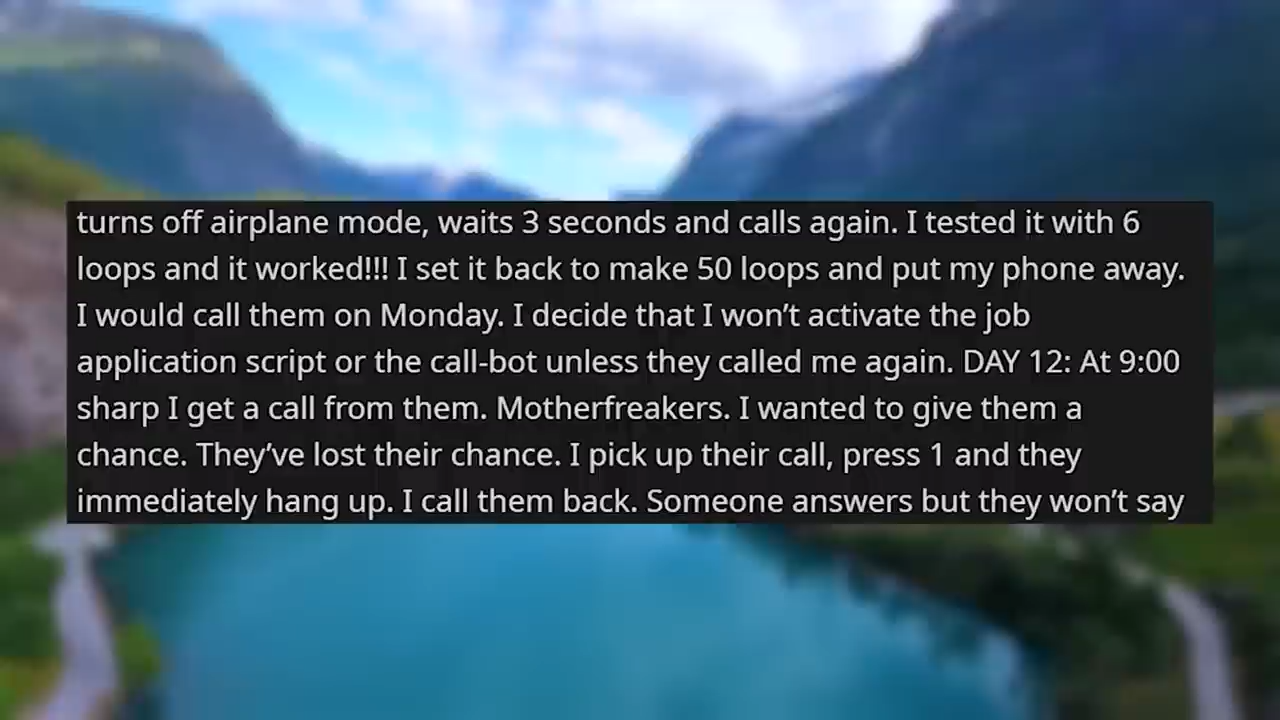 turns off airplane mode, waits 3 seconds and calls again. I tested it with 6
loops and it worked!!! I set it back to make 50 loops and put my phone away.
I would call them on Monday. I decide that I won’t activate the job
application script or the call-bot unless they called me again. DAY 12: At 9:00
sharp I get a call from them. Motherfreakers. I wanted to give them a
chance. They’ve lost their chance. I pick up their call, press 1 and they
immediately hang up. I call them back. Someone answers but they won’t say